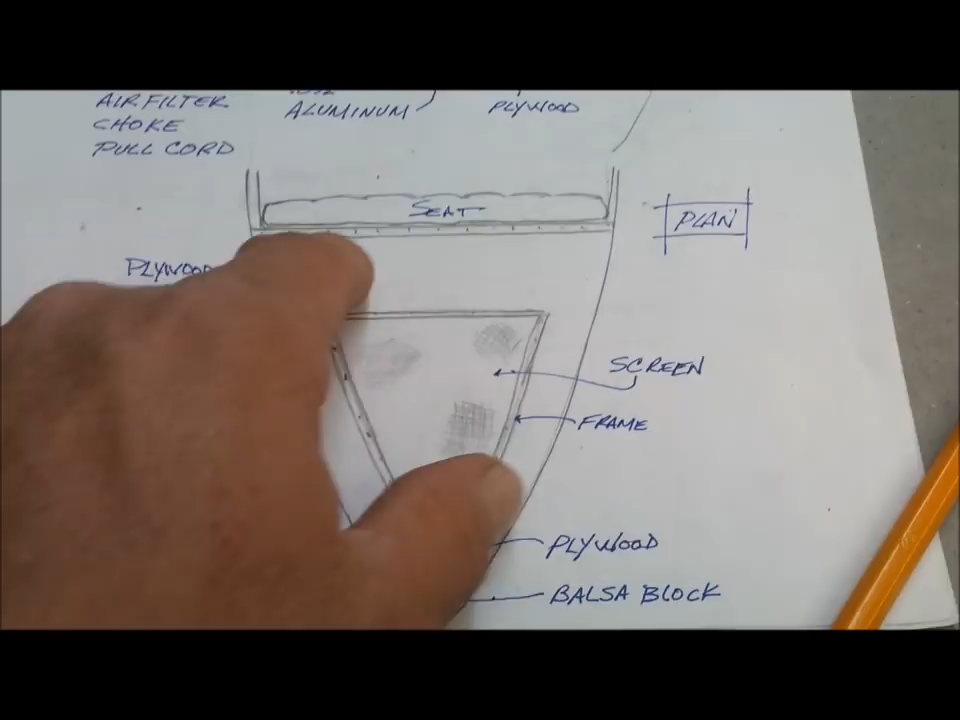 AIR FILTER
CHOKE
PULL CORD
ALUMINUM
PLYWOOD
SEAT
PLAN
PLYWOOD
SCREEN
FRAME
PLYWOOD
BALSA BLOCK